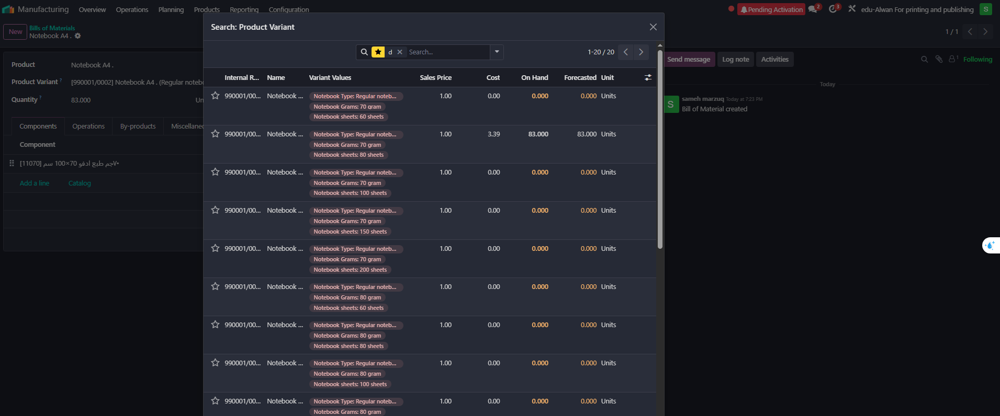 Manufacturing Overview Operations Planning Products Reporting Configuration
Pending Activation 2 3 edu-Alwan For printing and publishing S
New Bills of Materials
Notebook A4 .
1 / 1
Product Notebook A4 .
Product Variant ? [990001/0002] Notebook A4 . (Regular noteb
Quantity ? 83.000 Un
Components Operations By-products Miscellane
Component
[11070] ٧٠جم طبع ادفو 70×100 سم
Add a line Catalog
Search: Product Variant
d Search...
1-20 / 20
Internal R... Name Variant Values Sales Price Cost On Hand Forecasted Unit
990001/00... Notebook ... Notebook Type: Regular noteb... 1.00 0.00 0.000 0.000 Units
Notebook Grams: 70 gram
Notebook sheets: 60 sheets
990001/00... Notebook ... Notebook Type: Regular noteb... 1.00 3.39 83.000 83.000 Units
Notebook Grams: 70 gram
Notebook sheets: 80 sheets
990001/00... Notebook ... Notebook Type: Regular noteb... 1.00 0.00 0.000 0.000 Units
Notebook Grams: 70 gram
Notebook sheets: 100 sheets
990001/00... Notebook ... Notebook Type: Regular noteb... 1.00 0.00 0.000 0.000 Units
Notebook Grams: 70 gram
Notebook sheets: 150 sheets
990001/00... Notebook ... Notebook Type: Regular noteb... 1.00 0.00 0.000 0.000 Units
Notebook Grams: 70 gram
Notebook sheets: 200 sheets
990001/00... Notebook ... Notebook Type: Regular noteb... 1.00 0.00 0.000 0.000 Units
Notebook Grams: 80 gram
Notebook sheets: 60 sheets
990001/00... Notebook ... Notebook Type: Regular noteb... 1.00 0.00 0.000 0.000 Units
Notebook Grams: 80 gram
Notebook sheets: 80 sheets
990001/00... Notebook ... Notebook Type: Regular noteb... 1.00 0.00 0.000 0.000 Units
Notebook Grams: 80 gram
Notebook sheets: 100 sheets
990001/00... Notebook ... Notebook Type: Regular noteb... 1.00 0.00 0.000 0.000 Units
Notebook Grams: 80 gram
Send message Log note Activities 1 Following
Today
S sameh marzuq Today at 7:23 PM
Bill of Material created